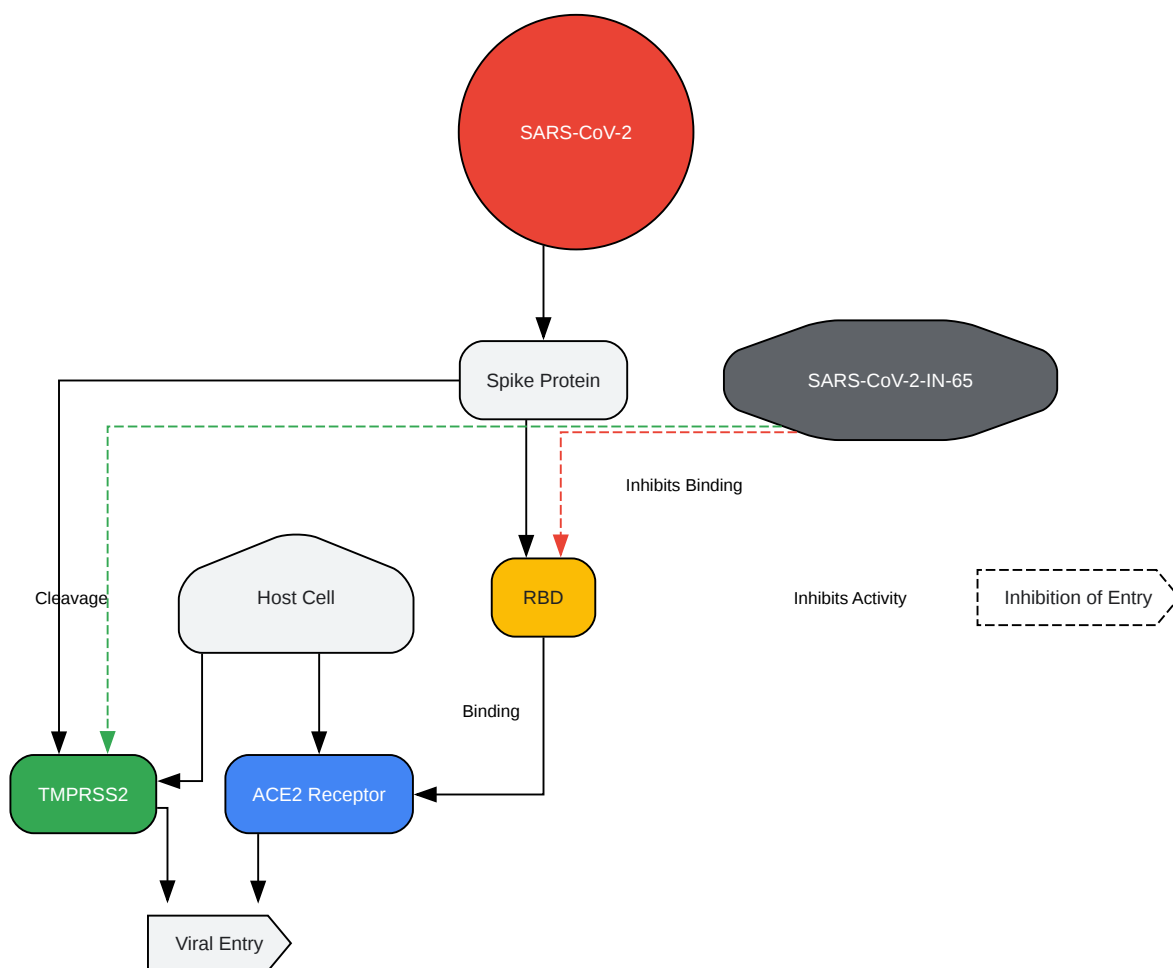 SARS-CoV-2
Spike Protein
SARS-CoV-2-IN-65
Inhibits Binding
Cleavage
Host Cell
RBD
Inhibits Activity
Inhibition of Entry
Binding
TMPRSS2
ACE2 Receptor
Viral Entry